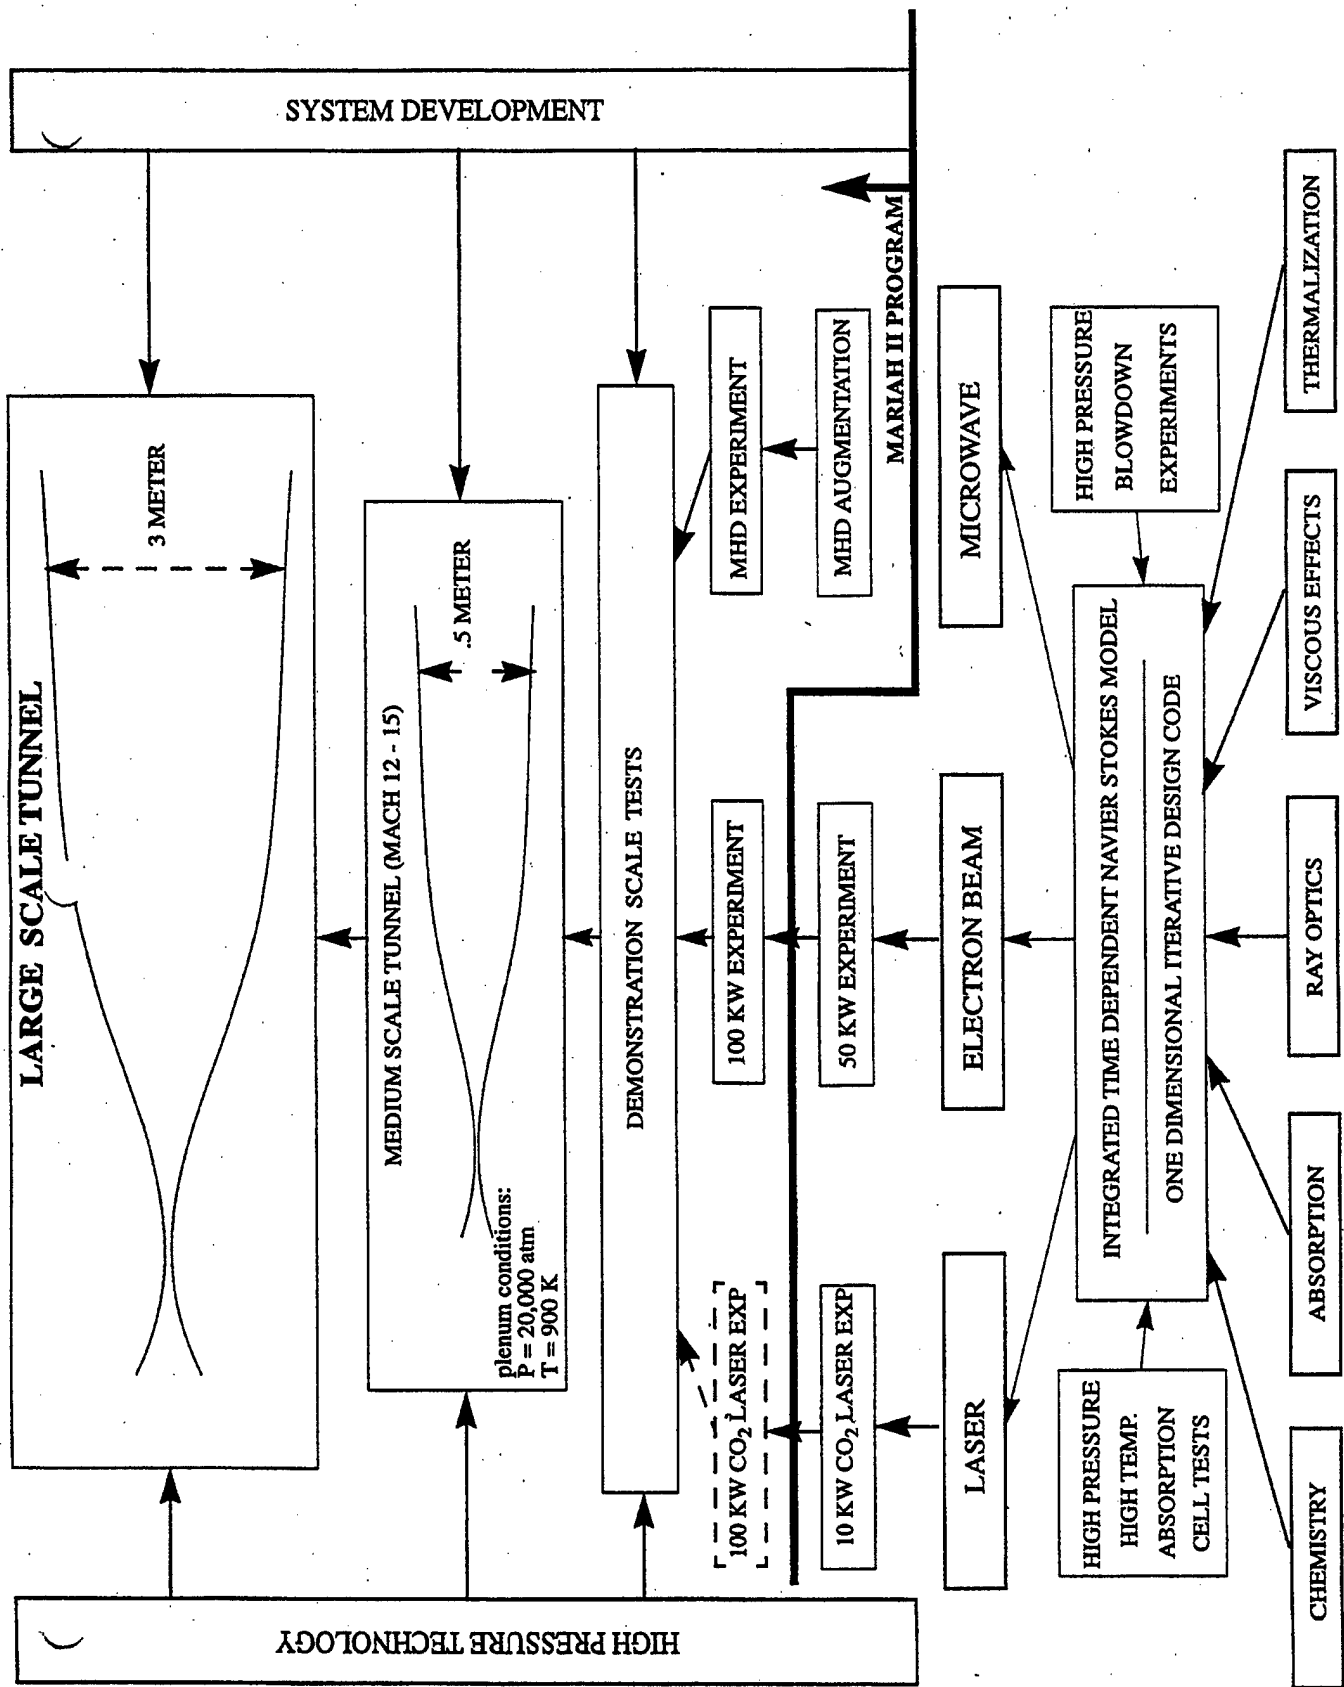 LARGE SCALE TUNNEL
3 METER
MEDIUM SCALE TUNNEL (MACH 12 - 15)
.5 METER
plenum conditions:
P = 20,000 atm
T = 900 K
DEMONSTRATION SCALE TESTS
HIGH PRESSURE TECHNOLOGY
SYSTEM DEVELOPMENT
100 KW CO₂ LASER EXP
100 KW EXPERIMENT
MHD EXPERIMENT
10 KW CO₂ LASER EXP
50 KW EXPERIMENT
MHD AUGMENTATION
MARIAH II PROGRAM
LASER
ELECTRON BEAM
MICROWAVE
HIGH PRESSURE
HIGH TEMP.
ABSORPTION
CELL TESTS
INTEGRATED TIME DEPENDENT NAVIER STOKES MODEL
ONE DIMENSIONAL ITERATIVE DESIGN CODE
HIGH PRESSURE
BLOWDOWN
EXPERIMENTS
CHEMISTRY
ABSORPTION
RAY OPTICS
VISCOUS EFFECTS
THERMALIZATION